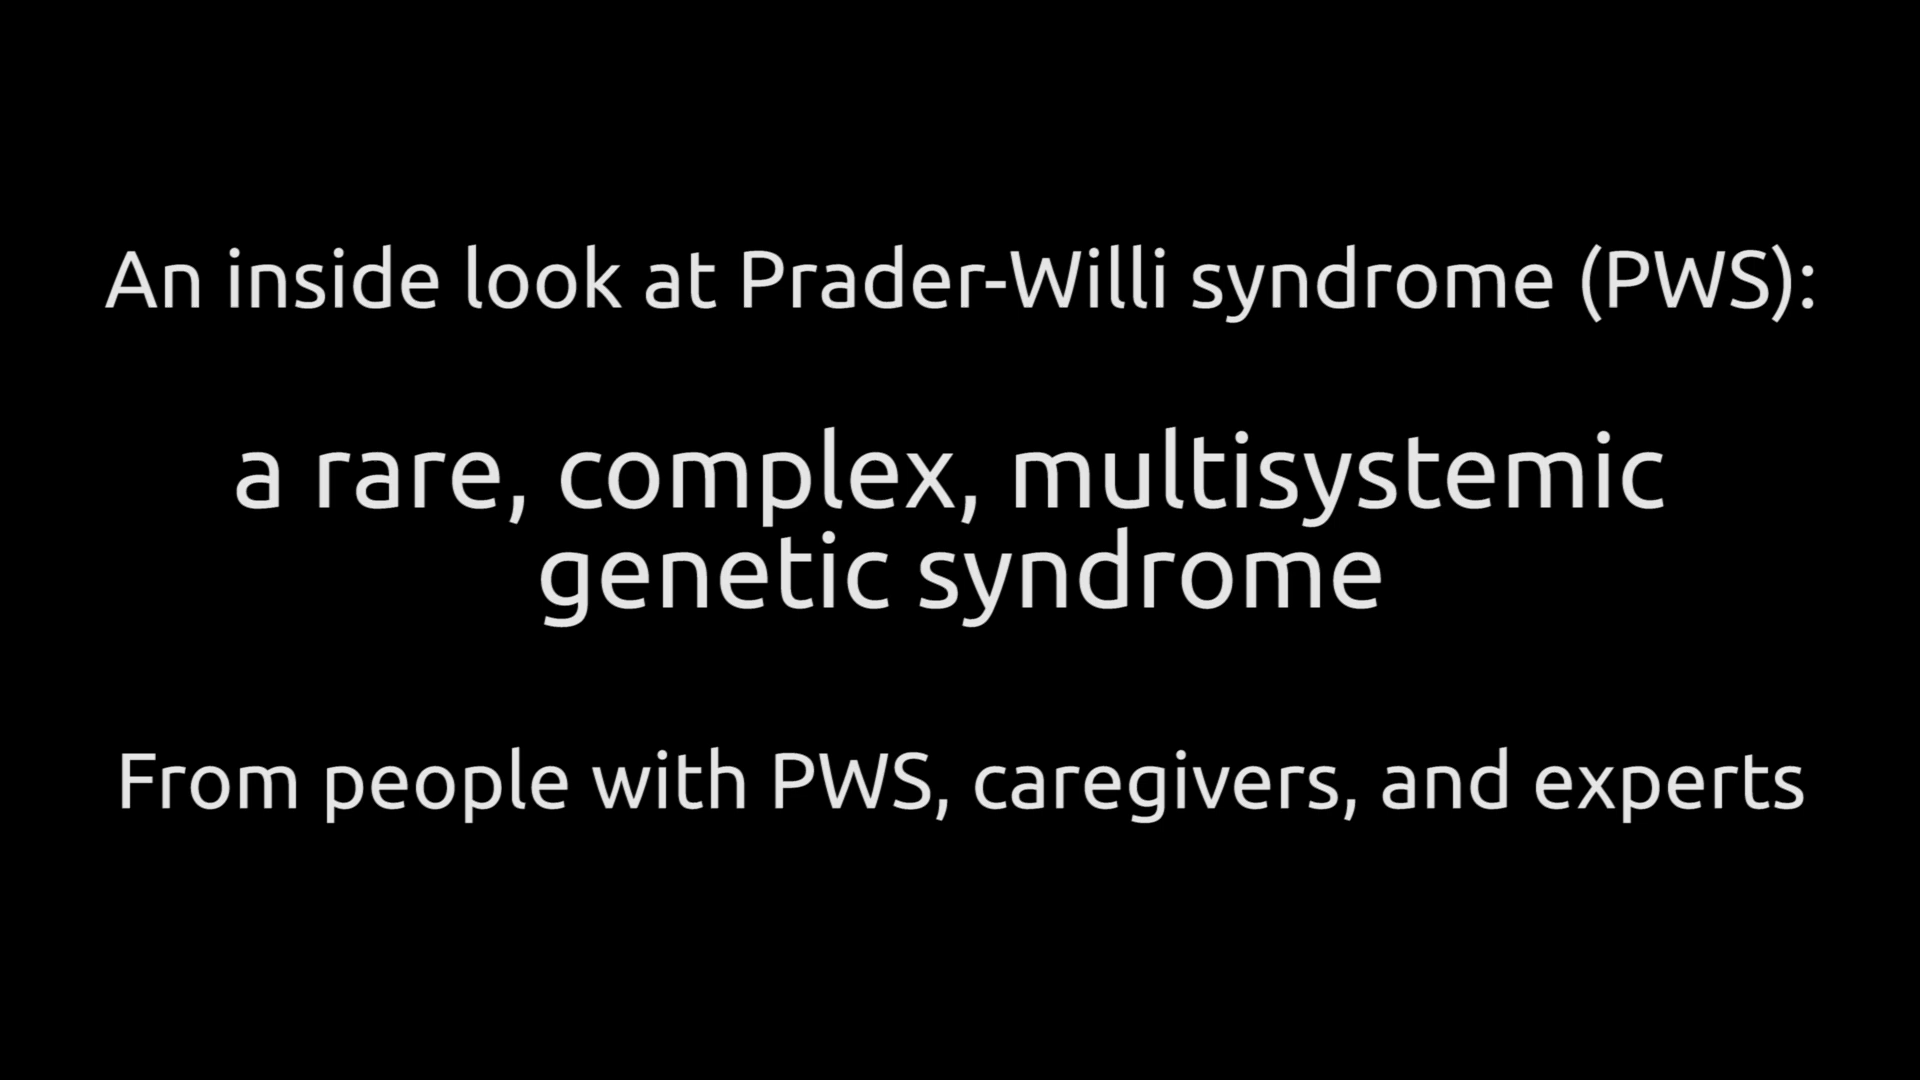 An inside look at Prader-Willi syndrome (PWS):
a rare, complex, multisystemic
genetic syndrome
From people with PWS, caregivers, and experts